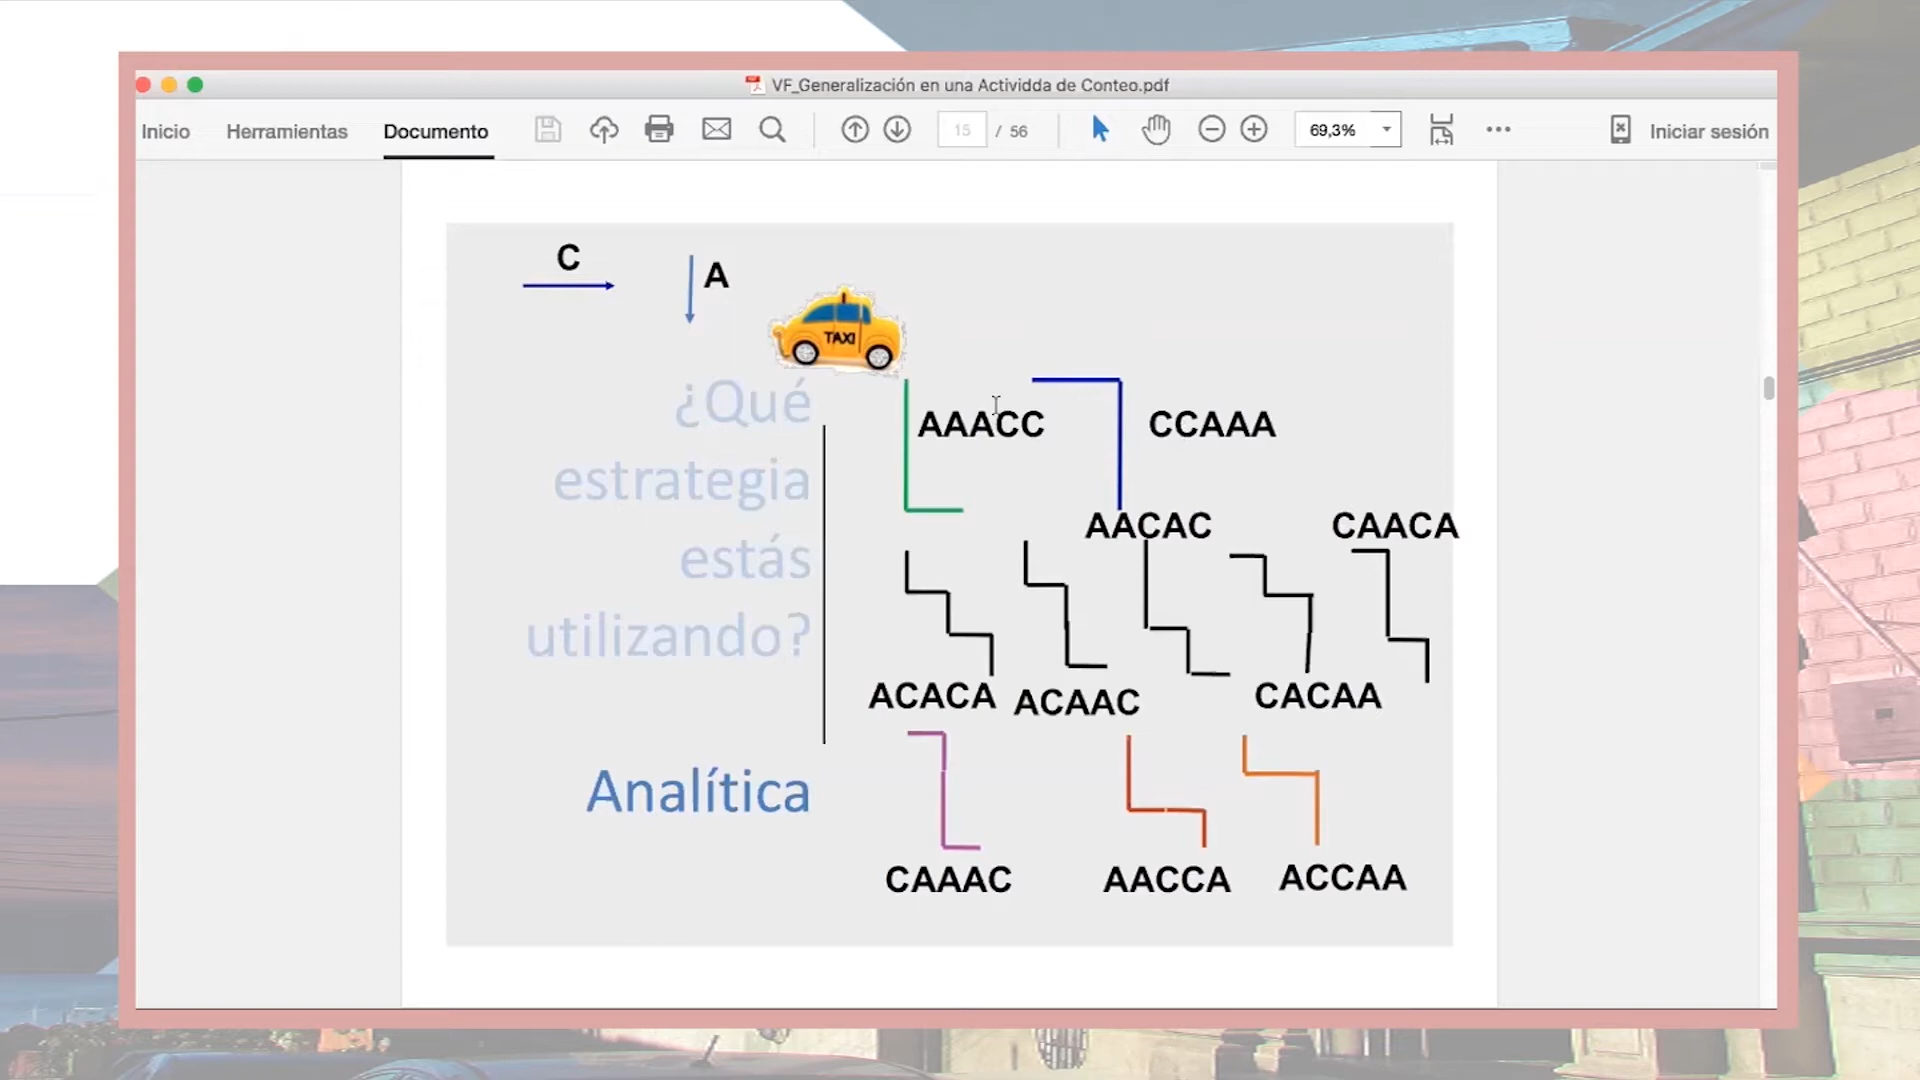 VF_Generalización en una Actividda de Conteo.pdf
Inicio Herramientas Documento 15 / 56 69,3% Iniciar sesión
C
A
TAXI
¿Qué
estrategia
estás
utilizando?
Analítica
AAACC CCAAA
AACAC CAACA
ACACA ACAAC CACAA
CAAAC AACCA ACCAA